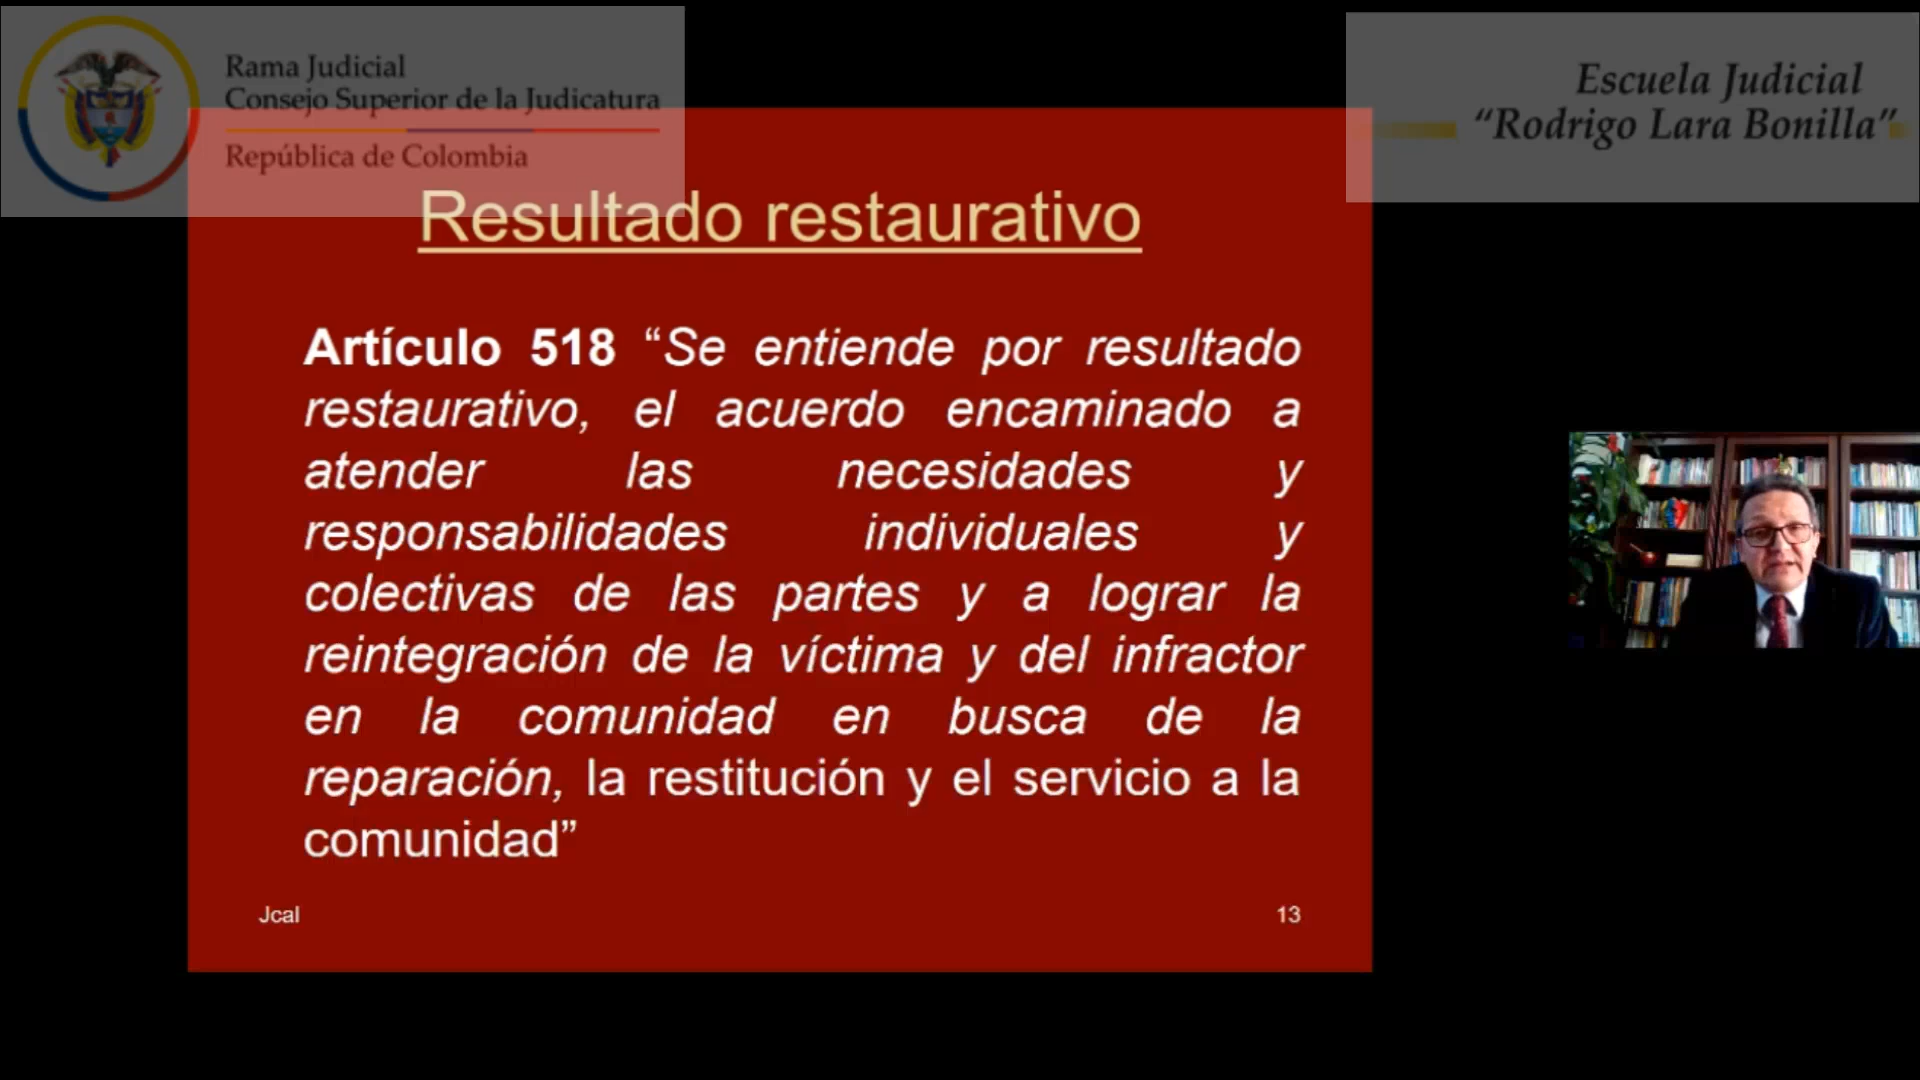 Rama Judicial
Consejo Superior de la Judicatura
República de Colombia
Escuela Judicial
“Rodrigo Lara Bonilla”
Resultado restaurativo
Artículo 518 “Se entiende por resultado
restaurativo, el acuerdo encaminado a
atender las necesidades y
responsabilidades individuales y
colectivas de las partes y a lograr la
reintegración de la víctima y del infractor
en la comunidad en busca de la
reparación, la restitución y el servicio a la
comunidad”
Jcal
13